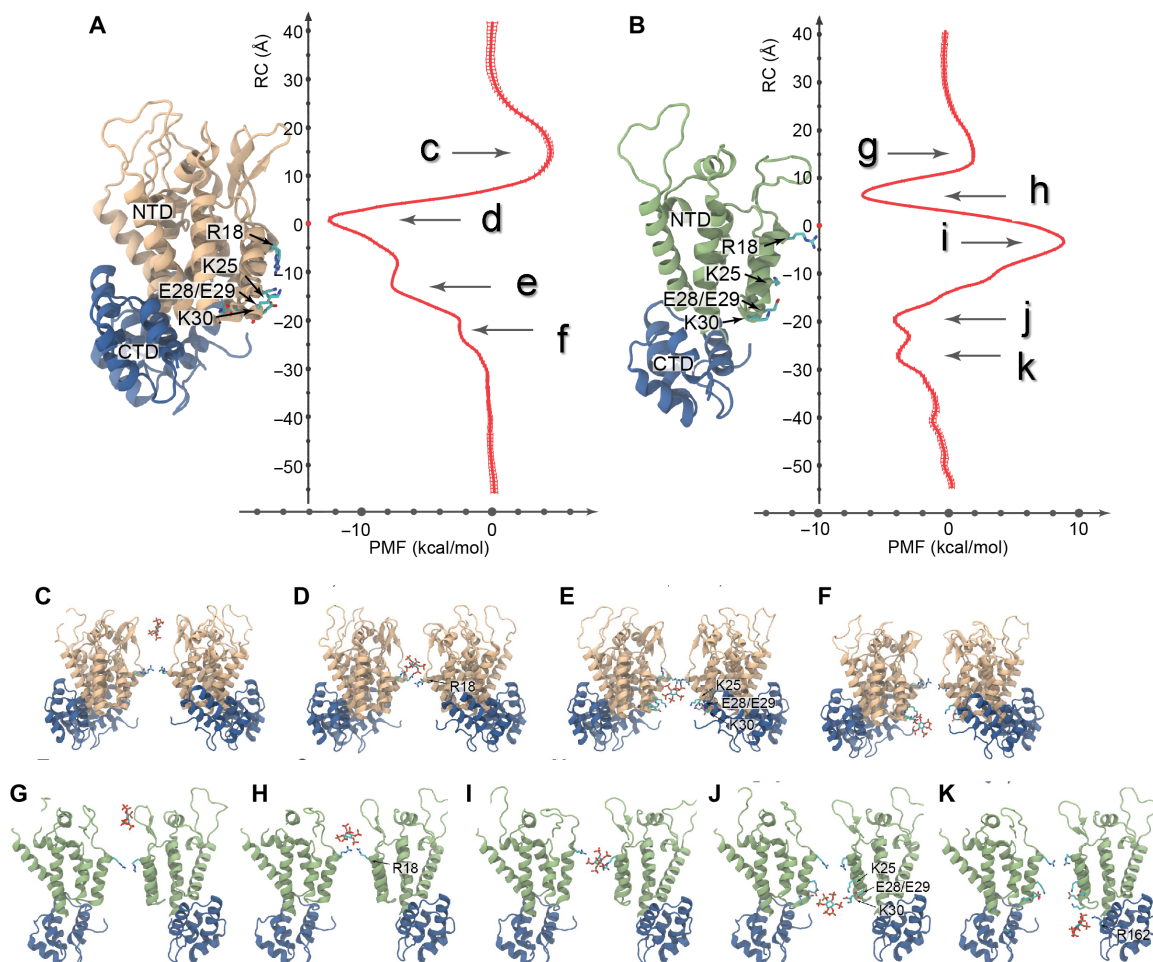 A
RC (Å)
40
30
20
10
0
−10
−20
−30
−40
−50
−10
0
PMF (kcal/mol)
NTD
R18
K25
E28/E29
K30
CTD
c
d
e
f
B
RC (Å)
40
30
20
10
0
−10
−20
−30
−40
−50
−10
0
10
PMF (kcal/mol)
NTD
R18
K25
E28/E29
K30
CTD
g
h
i
j
k
C
D
R18
E
K25
E28/E29
K30
F
G
H
R18
I
J
K25
E28/E29
K30
K
R162